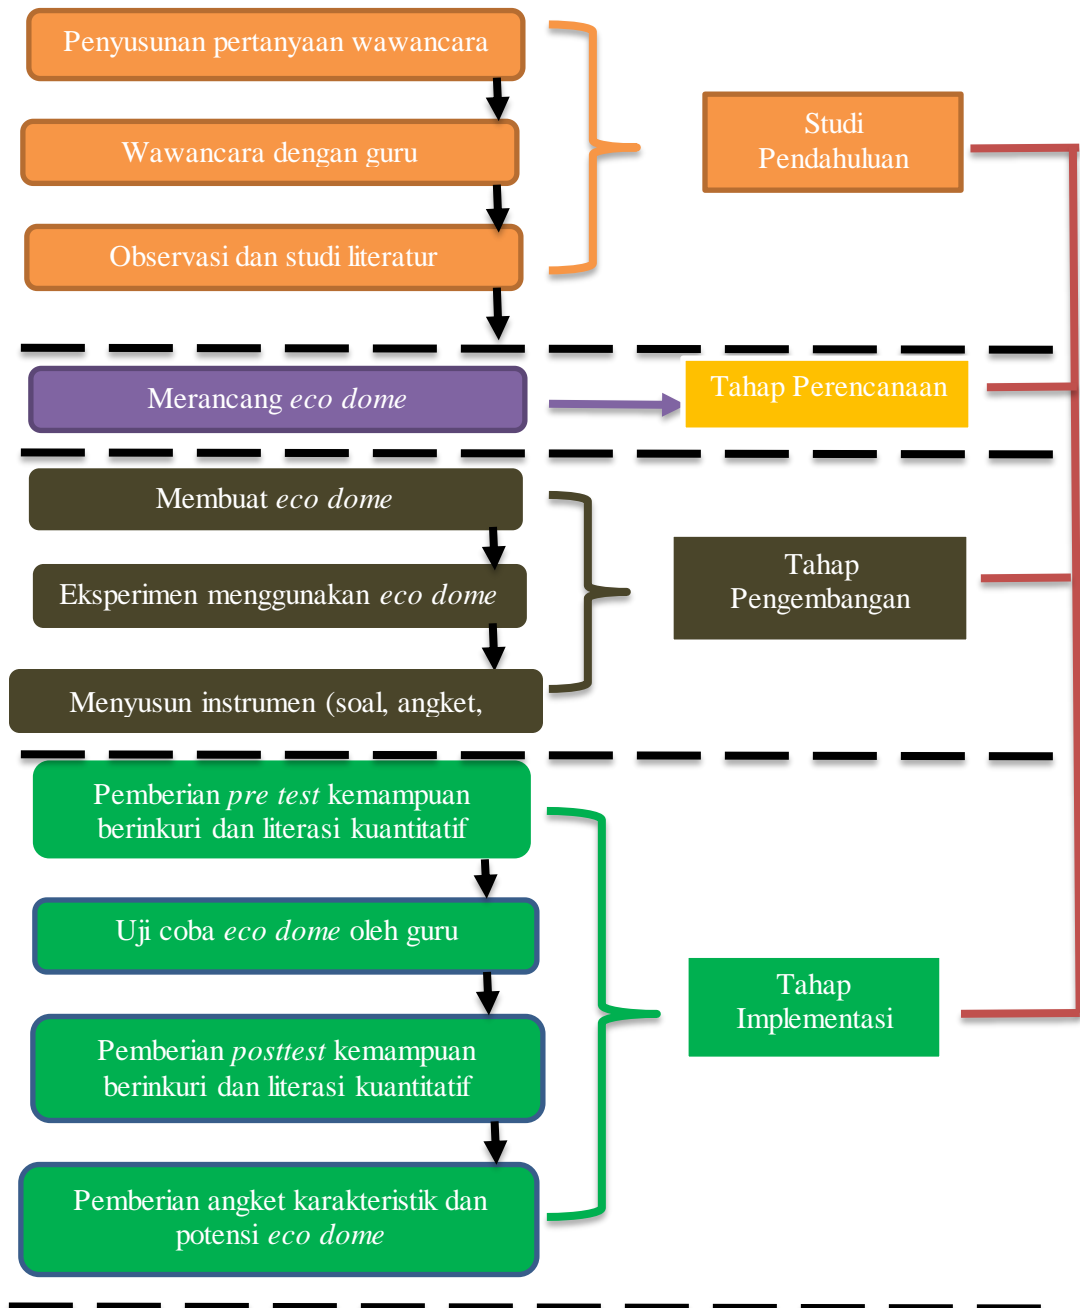 Penyusunan pertanyaan wawancara
Wawancara dengan guru
Observasi dan studi literatur
Studi
Pendahuluan
Merancang eco dome
Tahap Perencanaan
Membuat eco dome
Eksperimen menggunakan eco dome
Menyusun instrumen (soal, angket,
Tahap
Pengembangan
Pemberian pre test kemampuan
berinkuri dan literasi kuantitatif
Uji coba eco dome oleh guru
Pemberian posttest kemampuan
berinkuri dan literasi kuantitatif
Pemberian angket karakteristik dan
potensi eco dome
Tahap
Implementasi